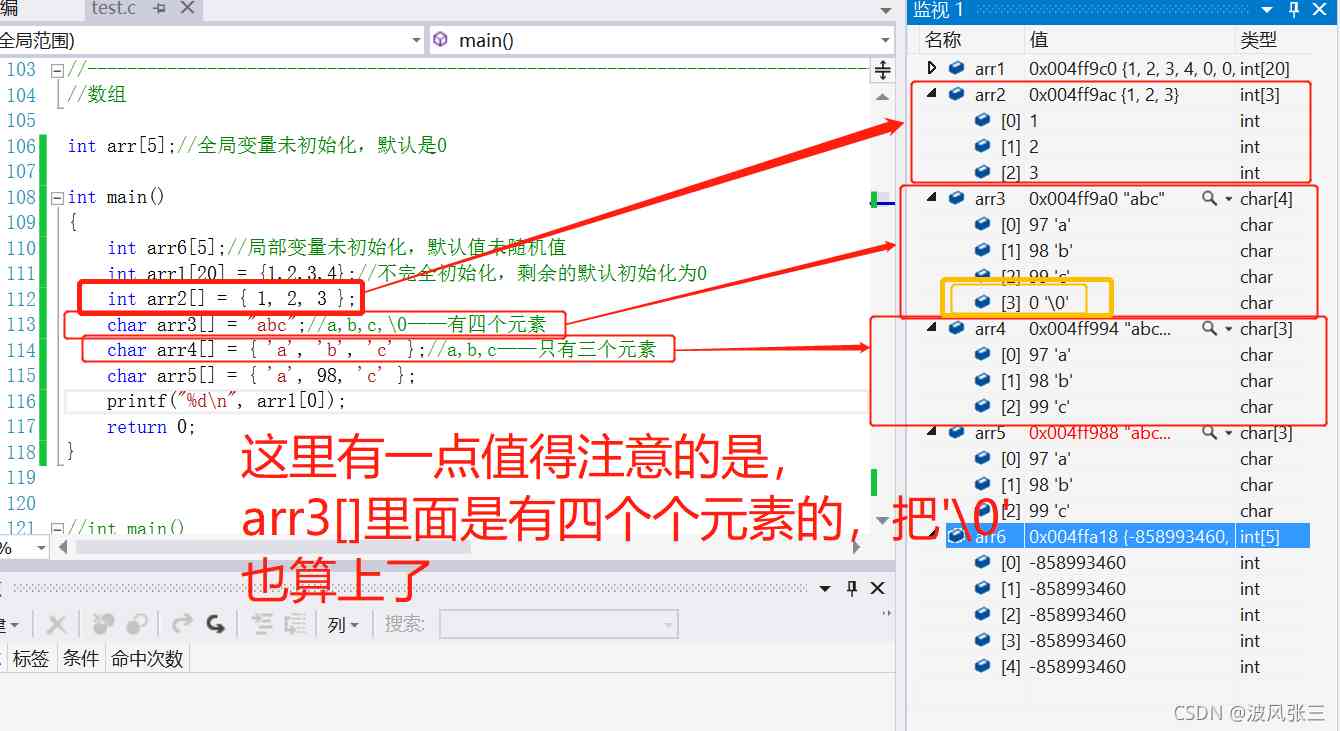 编
test.c
监视 1
全局范围)
main()
名称 值 类型
103 //
104 //数组
105
106 int arr[5];//全局变量未初始化，默认是0
107
108 int main()
109 {
110 int arr6[5];//局部变量未初始化，默认值未随机值
111 int arr1[20] = {1,2,3,4};//不完全初始化，剩余的默认初始化为0
112 int arr2[] = { 1, 2, 3 };
113 char arr3[] = "abc";//a,b,c,\0——有四个元素
114 char arr4[] = { 'a', 'b', 'c' };//a,b,c——只有三个元素
115 char arr5[] = { 'a', 98, 'c' };
116 printf("%d\n", arr1[0]);
117 return 0;
118 }
119
120
121 //int main()
这里有一点值得注意的是，
arr3[]里面是有四个个元素的，把'\0'
也算上了
%
arr1 0x004ff9c0 {1, 2, 3, 4, 0, 0, int[20]
arr2 0x004ff9ac {1, 2, 3} int[3]
[0] 1 int
[1] 2 int
[2] 3 int
arr3 0x004ff9a0 "abc" char[4]
[0] 97 'a' char
[1] 98 'b' char
[2] 99 'c' char
[3] 0 '\0' char
arr4 0x004ff994 "abc... char[3]
[0] 97 'a' char
[1] 98 'b' char
[2] 99 'c' char
arr5 0x004ff988 "abc... char[3]
[0] 97 'a' char
[1] 98 'b' char
[2] 99 'c' char
arr6 0x004ffa18 {-858993460, int[5]
[0] -858993460 int
[1] -858993460 int
[2] -858993460 int
[3] -858993460 int
[4] -858993460 int
列 搜索:
标签 条件 命中次数
CSDN @波风张三